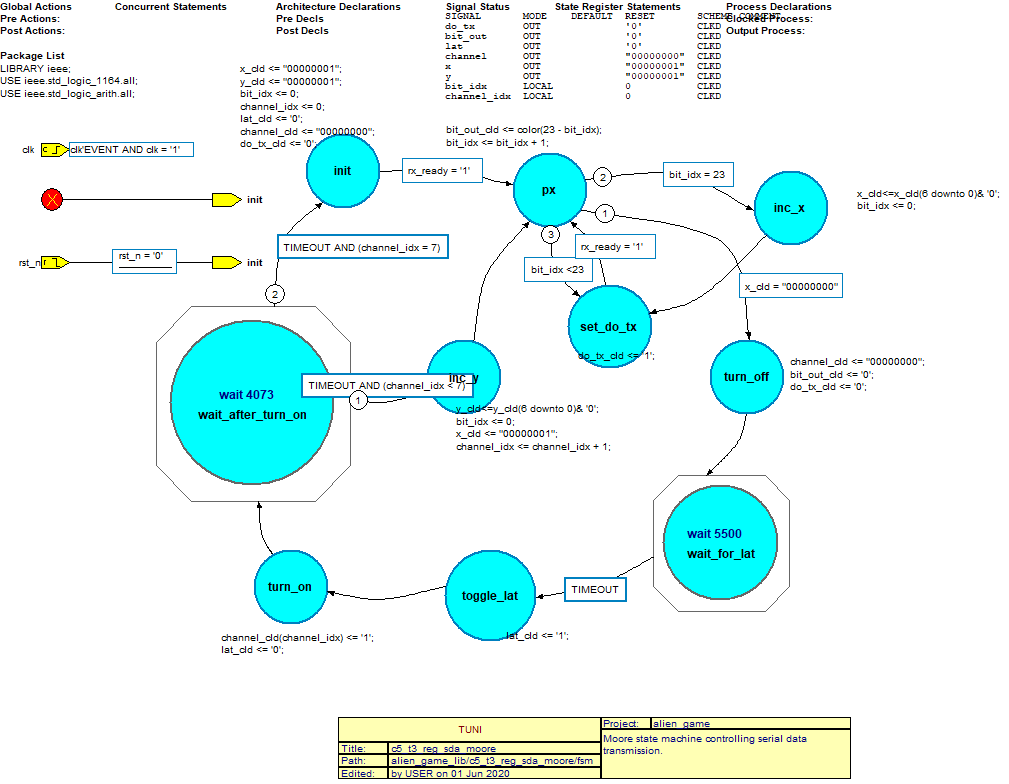 Global Actions
Pre Actions:
Post Actions:
Concurrent Statements
Architecture Declarations
Pre Decls
Post Decls
Signal Status
SIGNAL MODE DEFAULT RESET SCHEME COMMENT
do_tx OUT '0' CLKD
bit_out OUT '0' CLKD
lat OUT '0' CLKD
channel OUT "00000000" CLKD
x OUT "00000001" CLKD
y OUT "00000001" CLKD
bit_idx LOCAL 0 CLKD
channel_idx LOCAL 0 CLKD
State Register Statements
Process Declarations
Clocked Process:
Output Process:
Package List
LIBRARY ieee;
USE ieee.std_logic_1164.all;
USE ieee.std_logic_arith.all;
x_cld <= "00000001";
y_cld <= "00000001";
bit_idx <= 0;
channel_idx <= 0;
lat_cld <= '0';
channel_cld <= "00000000";
do_tx_cld <= '0';
bit_out_cld <= color(23 - bit_idx);
bit_idx <= bit_idx + 1;
clk
c
clk'EVENT AND clk = '1'
init
rst_n
r
rst_n = '0'
init
init
rx_ready = '1'
px
2
bit_idx = 23
inc_x
x_cld<=x_cld(6 downto 0)& '0';
bit_idx <= 0;
1
3
rx_ready = '1'
bit_idx <23
x_cld = "00000000"
TIMEOUT AND (channel_idx = 7)
2
set_do_tx
do_tx_cld <= '1';
turn_off
channel_cld <= "00000000";
bit_out_cld <= '0';
do_tx_cld <= '0';
wait 4073
wait_after_turn_on
TIMEOUT AND (channel_idx < 7)
1
inc_y
y_cld<=y_cld(6 downto 0)& '0';
bit_idx <= 0;
x_cld <= "00000001";
channel_idx <= channel_idx + 1;
wait 5500
wait_for_lat
TIMEOUT
toggle_lat
lat_cld <= '1';
turn_on
channel_cld(channel_idx) <= '1';
lat_cld <= '0';
TUNI
Title: c5_t3_reg_sda_moore
Path: alien_game_lib/c5_t3_reg_sda_moore/fsm
Edited: by USER on 01 Jun 2020
Project: alien_game
Moore state machine controlling serial data
transmission.